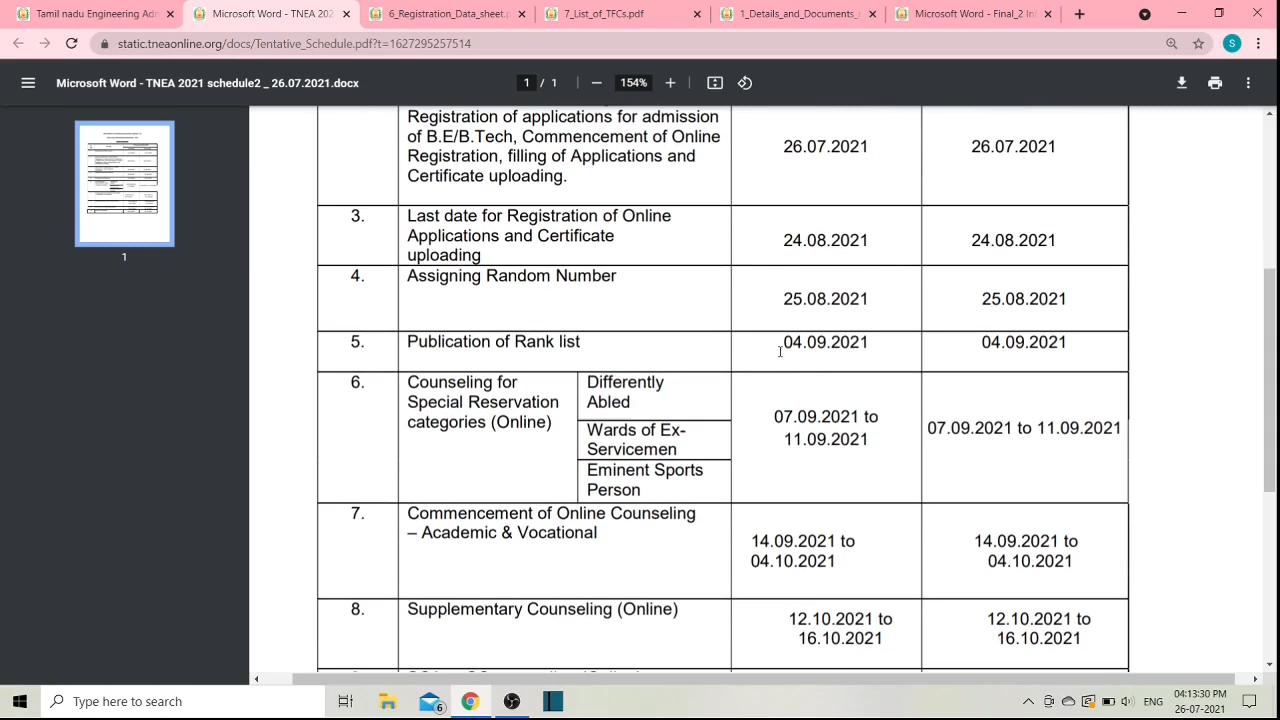 Tamil nadu Engineering Adm
Microsoft Word - TNEA 202
6_Registration_Data_sheet.p
7_List_of_TFCs.pdf
1_Details_and_Documents_
Microsoft Word - Final_2 In
static.tneaonline.org/docs/Tentative_Schedule.pdf?t=1627295257514
S
Microsoft Word - TNEA 2021 schedule2 _ 26.07.2021.docx
1 / 1
154%
1
Registration of applications for admission
of B.E/B.Tech, Commencement of Online
Registration, filling of Applications and
Certificate uploading.
26.07.2021
26.07.2021
3.
Last date for Registration of Online
Applications and Certificate
uploading
24.08.2021
24.08.2021
4.
Assigning Random Number
25.08.2021
25.08.2021
5.
Publication of Rank list
04.09.2021
04.09.2021
6.
Counseling for
Special Reservation
categories (Online)
Differently
Abled
Wards of Ex-
Servicemen
Eminent Sports
Person
07.09.2021 to
11.09.2021
07.09.2021 to 11.09.2021
7.
Commencement of Online Counseling
– Academic & Vocational
14.09.2021 to
04.10.2021
14.09.2021 to
04.10.2021
8.
Supplementary Counseling (Online)
12.10.2021 to
16.10.2021
12.10.2021 to
16.10.2021
Type here to search
6
ENG
04:13:30 PM
26-07-2021